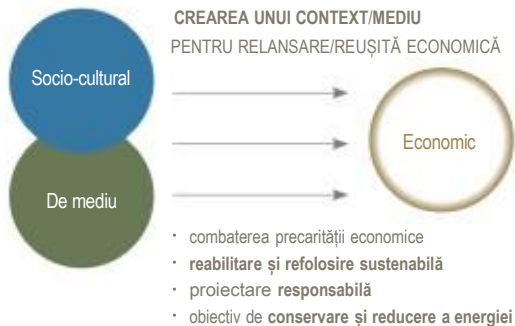 CREAREA UNUI CONTEXT/MEDIU
PENTRU RELANSARE/REUȘITĂ ECONOMICĂ
Socio-cultural
Economic
De mediu
· combaterea precarității economice
· reabilitare și refolosire sustenabilă
· proiectare responsabilă
· obiectiv de conservare și reducere a energiei